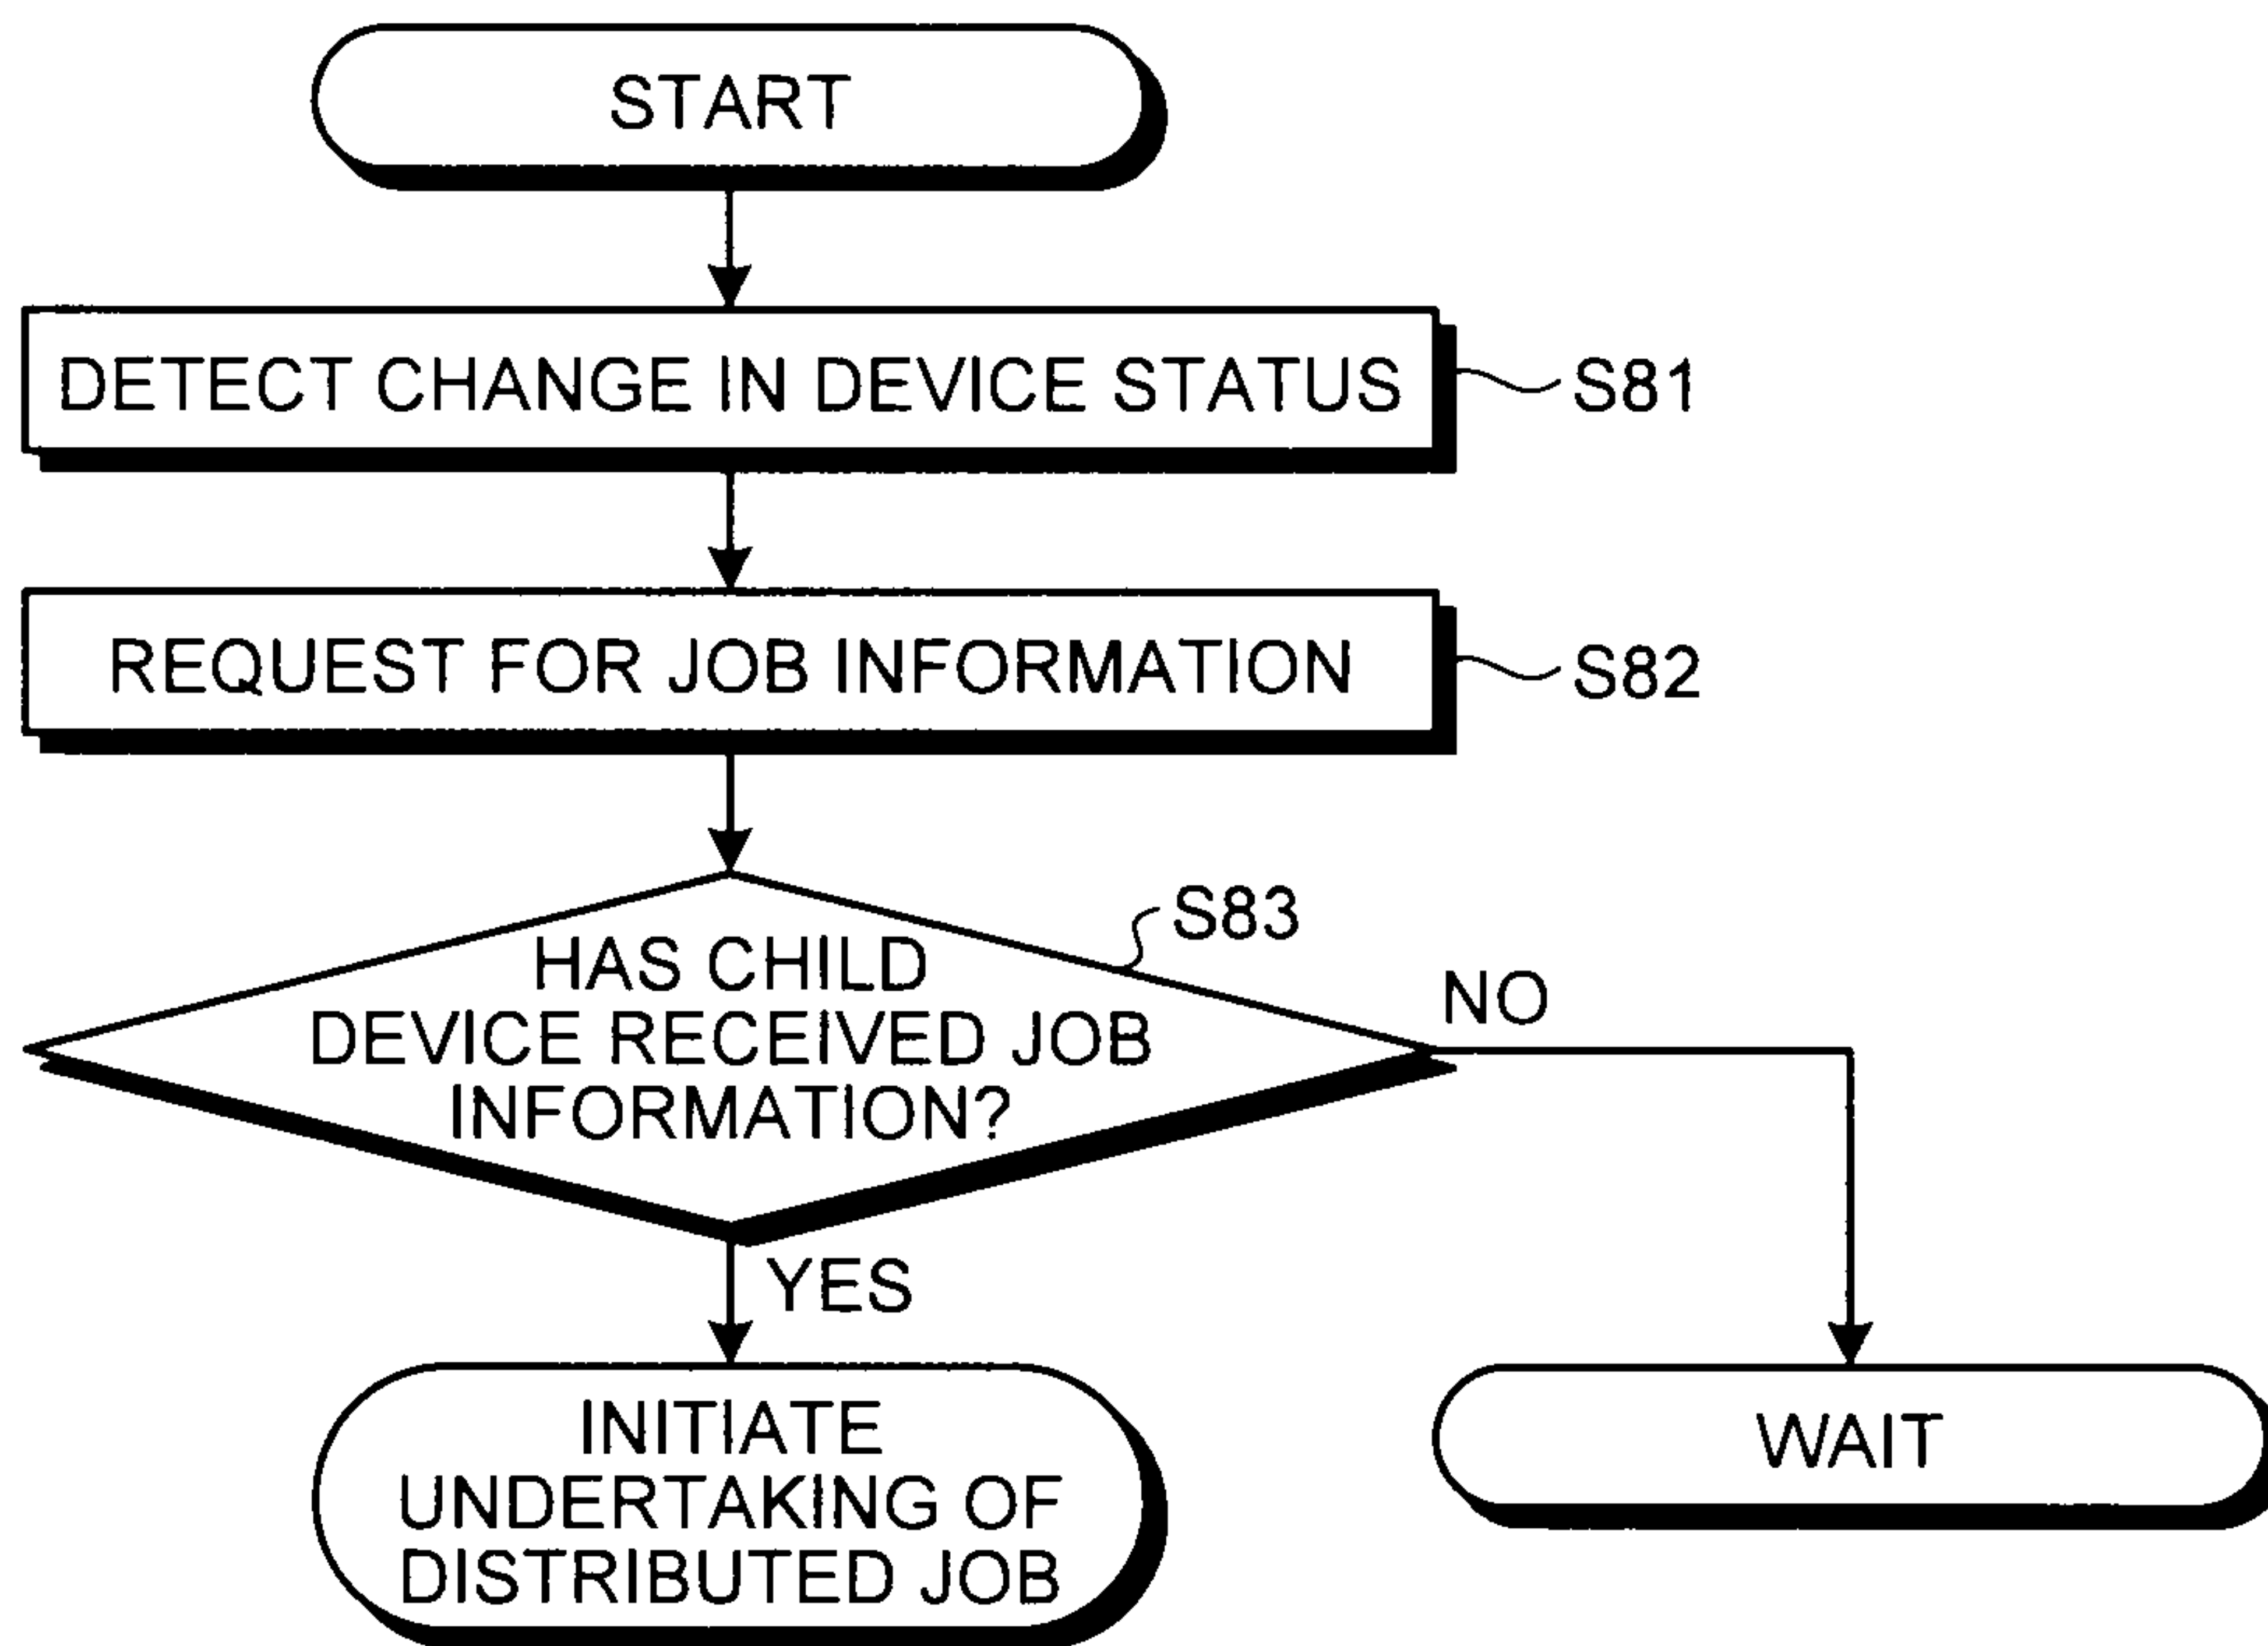 START
DETECT CHANGE IN DEVICE STATUS
S81
REQUEST FOR JOB INFORMATION
S82
S83
HAS CHILD
DEVICE RECEIVED JOB
INFORMATION?
NO
YES
INITIATE
UNDERTAKING OF
DISTRIBUTED JOB
WAIT